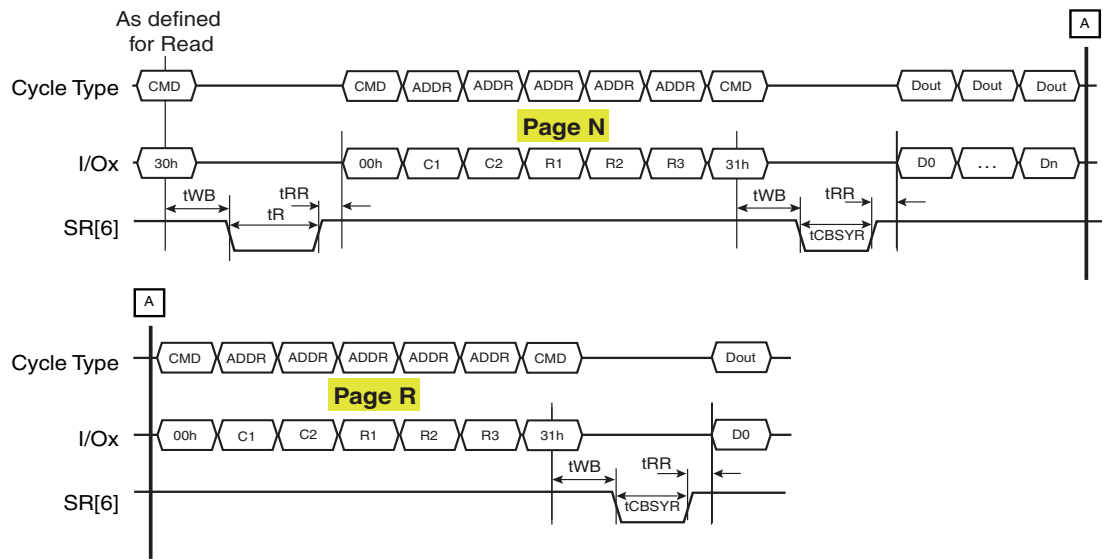 As defined
for Read
A
Cycle Type CMD CMD ADDR ADDR ADDR ADDR ADDR CMD Dout Dout Dout
Page N
I/Ox 30h 00h C1 C2 R1 R2 R3 31h D0 ... Dn
tWB tR tRR tWB tCBSYR tRR
SR[6]
A
Cycle Type CMD ADDR ADDR ADDR ADDR ADDR CMD Dout
Page R
I/Ox 00h C1 C2 R1 R2 R3 31h D0
tWB tCBSYR tRR
SR[6]